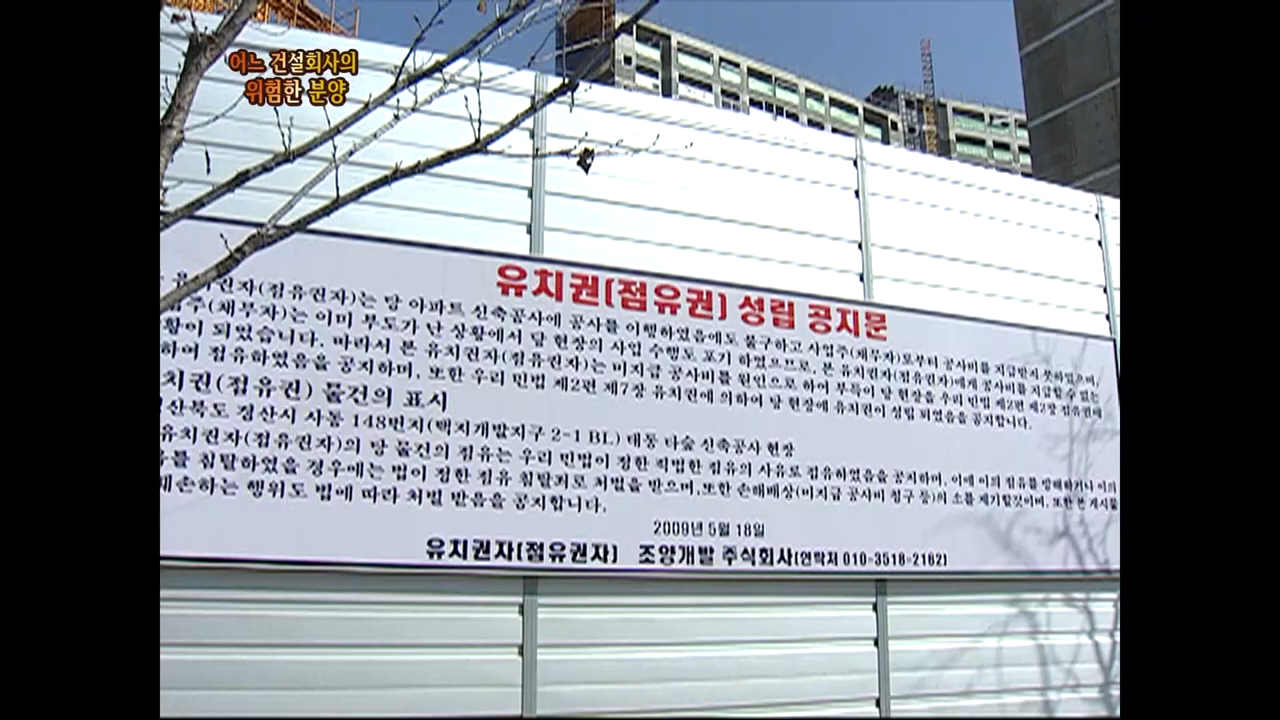 어느 건설회사의
위험한 분양
유치권(점유권) 성립 공지문
유치권자(점유권자)는 당 아파트 신축공사에 공사를 이행하였음에도 불구하고 사업주(채무자)로부터 공사비를 지급받지 못하였으며,
(채무자)는 이미 부도가 난 상황에서 당 현장의 사업 수행도 포기 하였으므로, 본 유치권자(점유권자)에게 공사비를 지급할 수 없는
황이 되었습니다. 따라서 본 유치권자(점유권자)는 미지급 공사비를 원인으로 하여 부득이 당 현장을 우리 민법 제2편 제2장 점유권에
하여 점유하였음을 공지하며, 또한 우리 민법 제2편 제7장 유치권에 의하여 당 현장에 유치권이 성립 되었음을 공지합니다.
치권(점유권) 물건의 표시
산북도 경산시 사동 148번지(백지개발지구 2-1 BL) 대동 다숲 신축공사 현장
유치권자(점유권자)의 당 물건의 점유는 우리 민법이 정한 적법한 점유의 사유로 점유하였음을 공지하며, 이에 이의 점유를 방해하거나 이의
를 침탈하였을 경우에는 법이 정한 점유 침탈죄로 처벌을 받으며,또한 손해배상(미지급 공사비 청구 등)의 소를 제기할것이며, 또한 본 게시물
훼손하는 행위도 법에 따라 처벌 받음을 공지합니다.
2009년 5월 18일
유치권자(점유권자) 조양개발 주식회사(연락처 010-3518-2162)